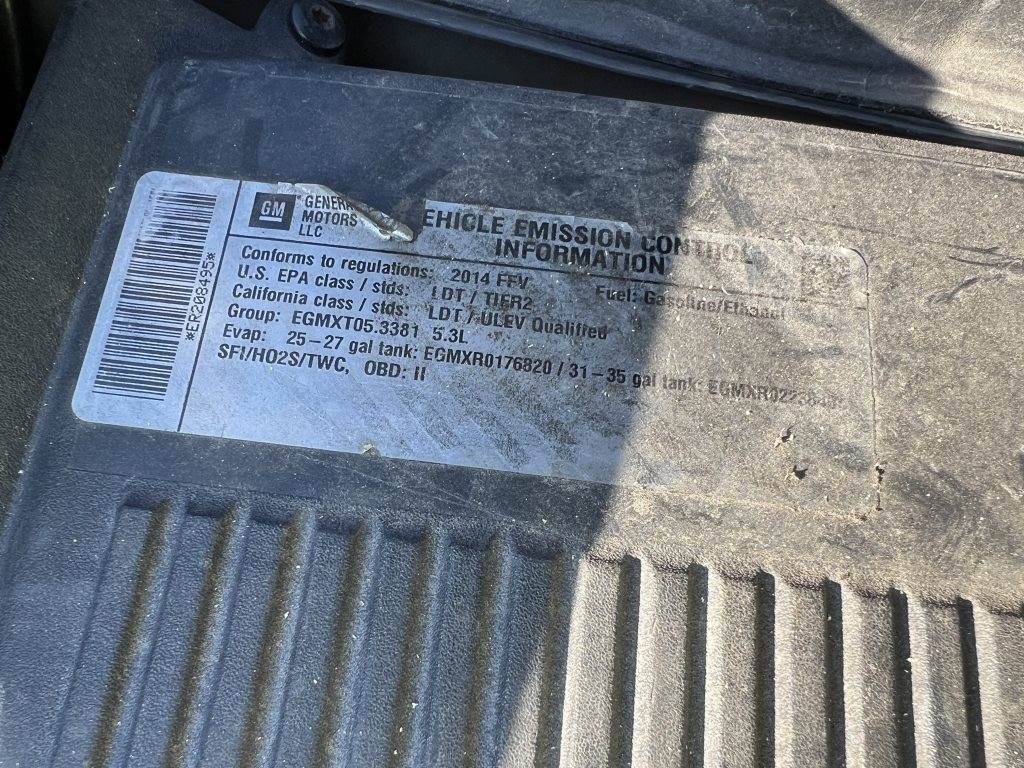 GM
GENERA
MOTORS
LLC
EHICLE EMISSION CONTROL
INFORMATION
Conforms to regulations: 2014 FFV Fuel: Gasoline/Ethanol
U.S. EPA class / stds: LDT / TIER2
California class / stds: LDT / ULEV Qualified
Group: EGMXT05.3381 5.3L
Evap: 25-27 gal tank: EGMXR0176820 / 31-35 gal tank:
SFI/HO2S/TWC, OBD: II
*ER208495*